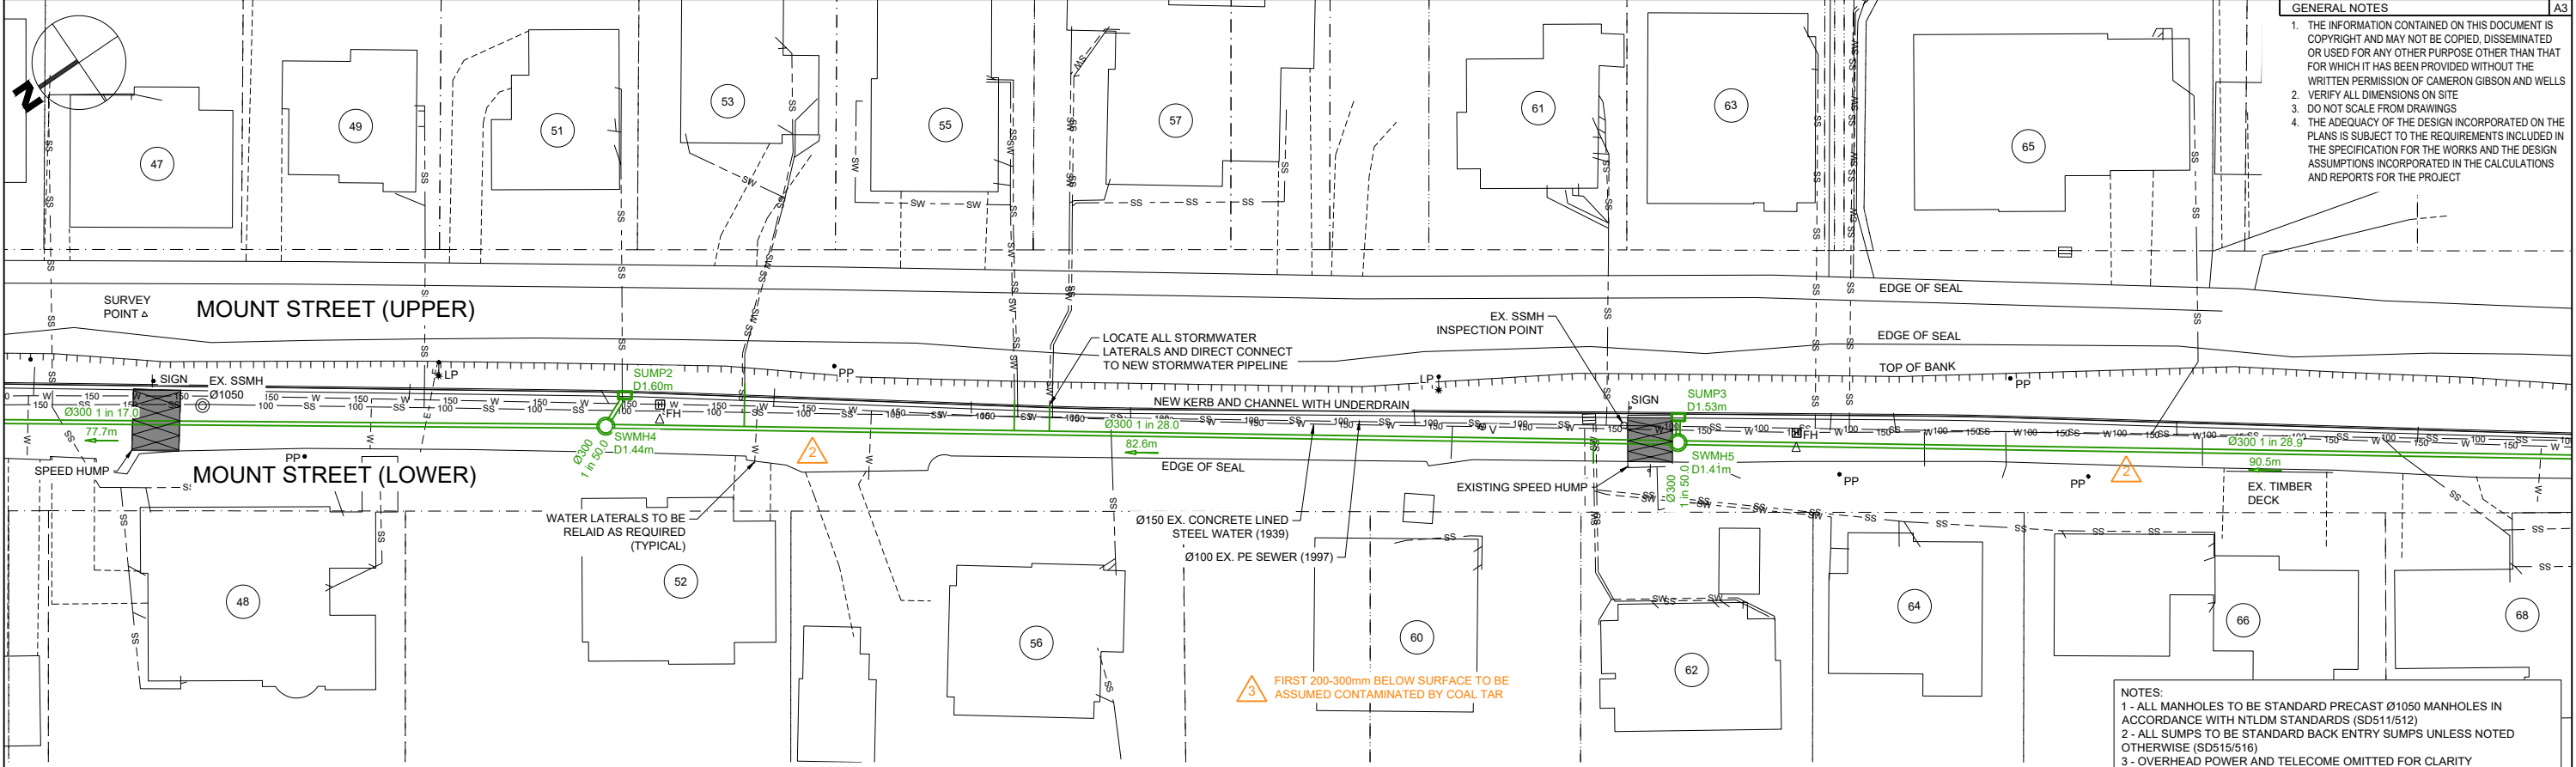 GENERAL NOTES
A3
1. THE INFORMATION CONTAINED ON THIS DOCUMENT IS
COPYRIGHT AND MAY NOT BE COPIED, DISSEMINATED
OR USED FOR ANY OTHER PURPOSE OTHER THAN THAT
FOR WHICH IT HAS BEEN PROVIDED WITHOUT THE
WRITTEN PERMISSION OF CAMERON GIBSON AND WELLS
2. VERIFY ALL DIMENSIONS ON SITE
3. DO NOT SCALE FROM DRAWINGS
4. THE ADEQUACY OF THE DESIGN INCORPORATED ON THE
PLANS IS SUBJECT TO THE REQUIREMENTS INCLUDED IN
THE SPECIFICATION FOR THE WORKS AND THE DESIGN
ASSUMPTIONS INCORPORATED IN THE CALCULATIONS
AND REPORTS FOR THE PROJECT
N
47
49
51
53
55
57
61
63
65
SURVEY
POINT
MOUNT STREET (UPPER)
EDGE OF SEAL
EDGE OF SEAL
TOP OF BANK
LOCATE ALL STORMWATER
LATERALS AND DIRECT CONNECT
TO NEW STORMWATER PIPELINE
EX. SSMH
INSPECTION POINT
SIGN
EX. SSMH
Ø1050
LP
SUMP2
D1.60m
FH
PP
LP
SIGN
SUMP3
D1.53m
FH
PP
NEW KERB AND CHANNEL WITH UNDERDRAIN
Ø300 1 in 17.0
77.7m
SWMH4
D1.44m
Ø300
1 in 50.0
Ø300 1 in 28.0
82.6m
SWMH5
D1.41m
Ø300
1 in 50.0
Ø300 1 in 28.9
90.5m
SPEED HUMP
PP
MOUNT STREET (LOWER)
2
EDGE OF SEAL
EXISTING SPEED HUMP
PP
PP
2
EX. TIMBER
DECK
WATER LATERALS TO BE
RELAID AS REQUIRED
(TYPICAL)
Ø150 EX. CONCRETE LINED
STEEL WATER (1939)
Ø100 EX. PE SEWER (1997)
48
52
56
60
62
64
66
68
3
FIRST 200-300mm BELOW SURFACE TO BE
ASSUMED CONTAMINATED BY COAL TAR
NOTES:
1 - ALL MANHOLES TO BE STANDARD PRECAST Ø1050 MANHOLES IN
ACCORDANCE WITH NTLDM STANDARDS (SD511/512)
2 - ALL SUMPS TO BE STANDARD BACK ENTRY SUMPS UNLESS NOTED
OTHERWISE (SD515/516)
3 - OVERHEAD POWER AND TELECOME OMITTED FOR CLARITY